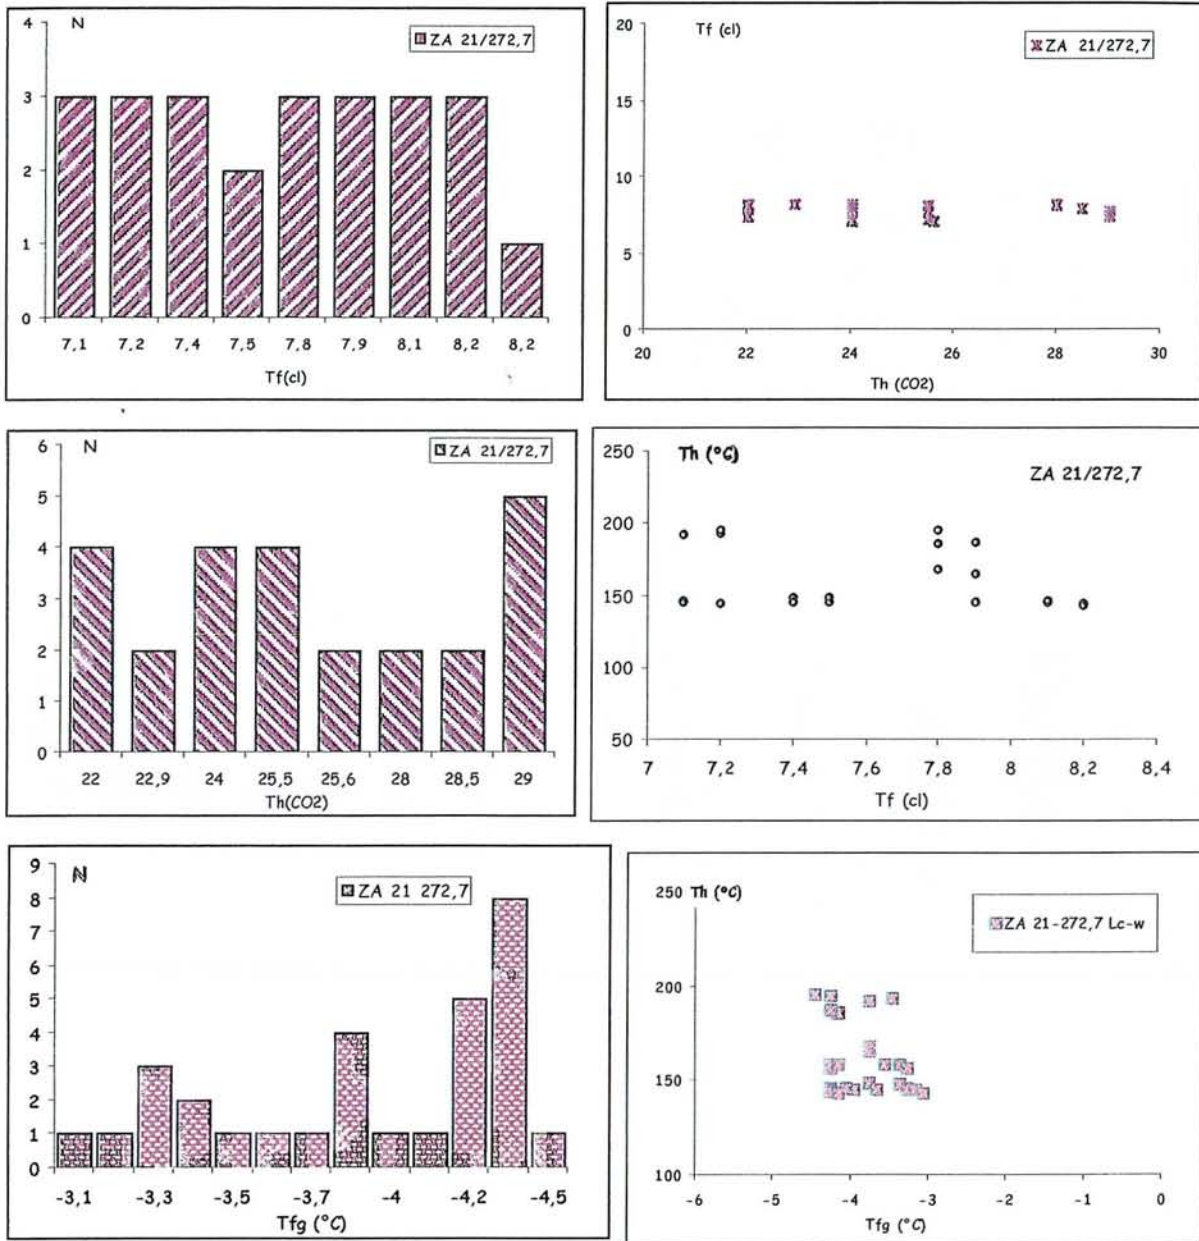 N
ZA 21/272,7
4
3
2
1
0
7,1 7,2 7,4 7,5 7,8 7,9 8,1 8,2 8,2
Tf(cl)
Tf (cl)
ZA 21/272,7
20
15
10
5
0
20 22 24 26 28 30
Th (CO2)
N
ZA 21/272,7
6
5
4
3
2
1
0
22 22,9 24 25,5 25,6 28 28,5 29
Th(CO2)
Th (°C)
ZA 21/272,7
250
200
150
100
50
7 7,2 7,4 7,6 7,8 8 8,2 8,4
Tf (cl)
N
ZA 21 272,7
9
8
7
6
5
4
3
2
1
0
-3,1 -3,3 -3,5 -3,7 -4 -4,2 -4,5
Tfg (°C)
250 Th (°C)
ZA 21-272,7 Lc-w
200
150
100
-6 -5 -4 -3 -2 -1 0
Tfg (°C)